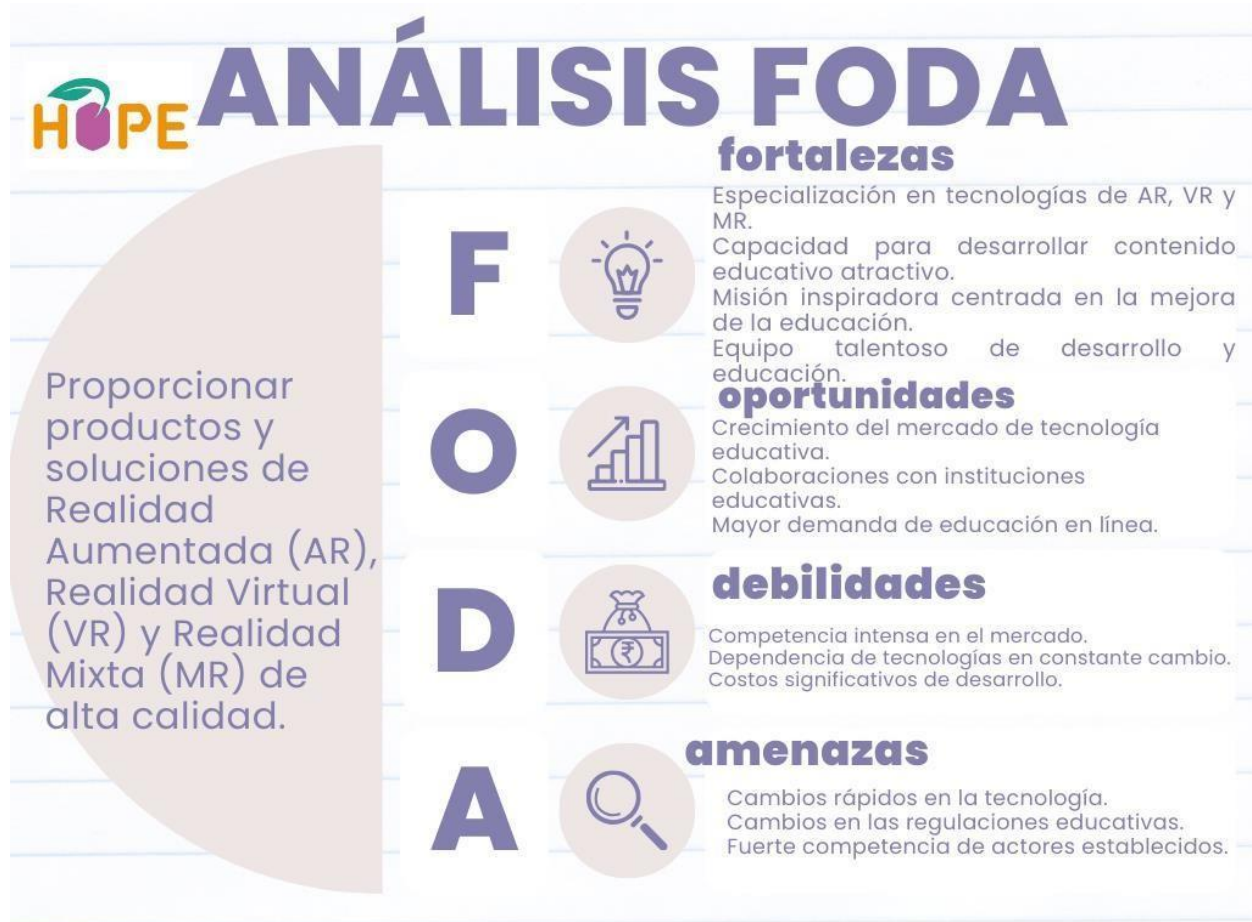 HOPE
ANÁLISIS FODA
Proporcionar
productos y
soluciones de
Realidad
Aumentada (AR),
Realidad Virtual
(VR) y Realidad
Mixta (MR) de
alta calidad.
F
fortalezas
Especialización en tecnologías de AR, VR y
MR.
Capacidad para desarrollar contenido
educativo atractivo.
Misión inspiradora centrada en la mejora
de la educación.
Equipo talentoso de desarrollo y
educación.
O
oportunidades
Crecimiento del mercado de tecnología
educativa.
Colaboraciones con instituciones
educativas.
Mayor demanda de educación en línea.
D
₹
debilidades
Competencia intensa en el mercado.
Dependencia de tecnologías en constante cambio.
Costos significativos de desarrollo.
A
amenazas
Cambios rápidos en la tecnología.
Cambios en las regulaciones educativas.
Fuerte competencia de actores establecidos.